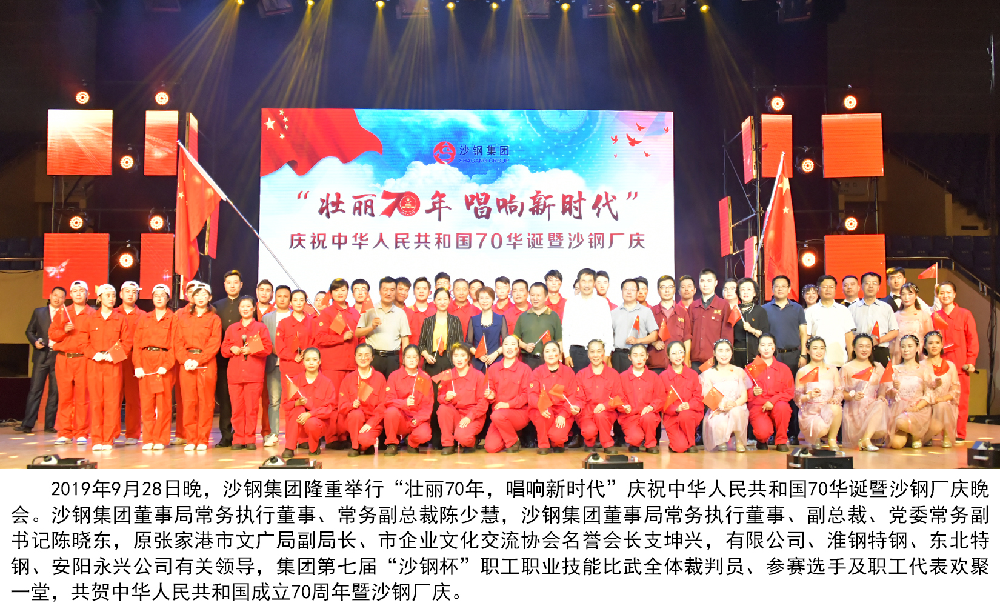 沙钢集团
SHAGANG GROUP
“壮丽70年 唱响新时代”
庆祝中华人民共和国70华诞暨沙钢厂庆
2019年9月28日晚，沙钢集团隆重举行“壮丽70年，唱响新时代”庆祝中华人民共和国70华诞暨沙钢厂庆晚
会。沙钢集团董事局常务执行董事、常务副总裁陈少慧，沙钢集团董事局常务执行董事、副总裁、党委常务副
书记陈晓东，原张家港市文广局副局长、市企业文化交流协会名誉会长支坤兴，有限公司、淮钢特钢、东北特
钢、安阳永兴公司有关领导，集团第七届“沙钢杯”职工职业技能比武全体裁判员、参赛选手及职工代表欢聚
一堂，共贺中华人民共和国成立70周年暨沙钢厂庆。